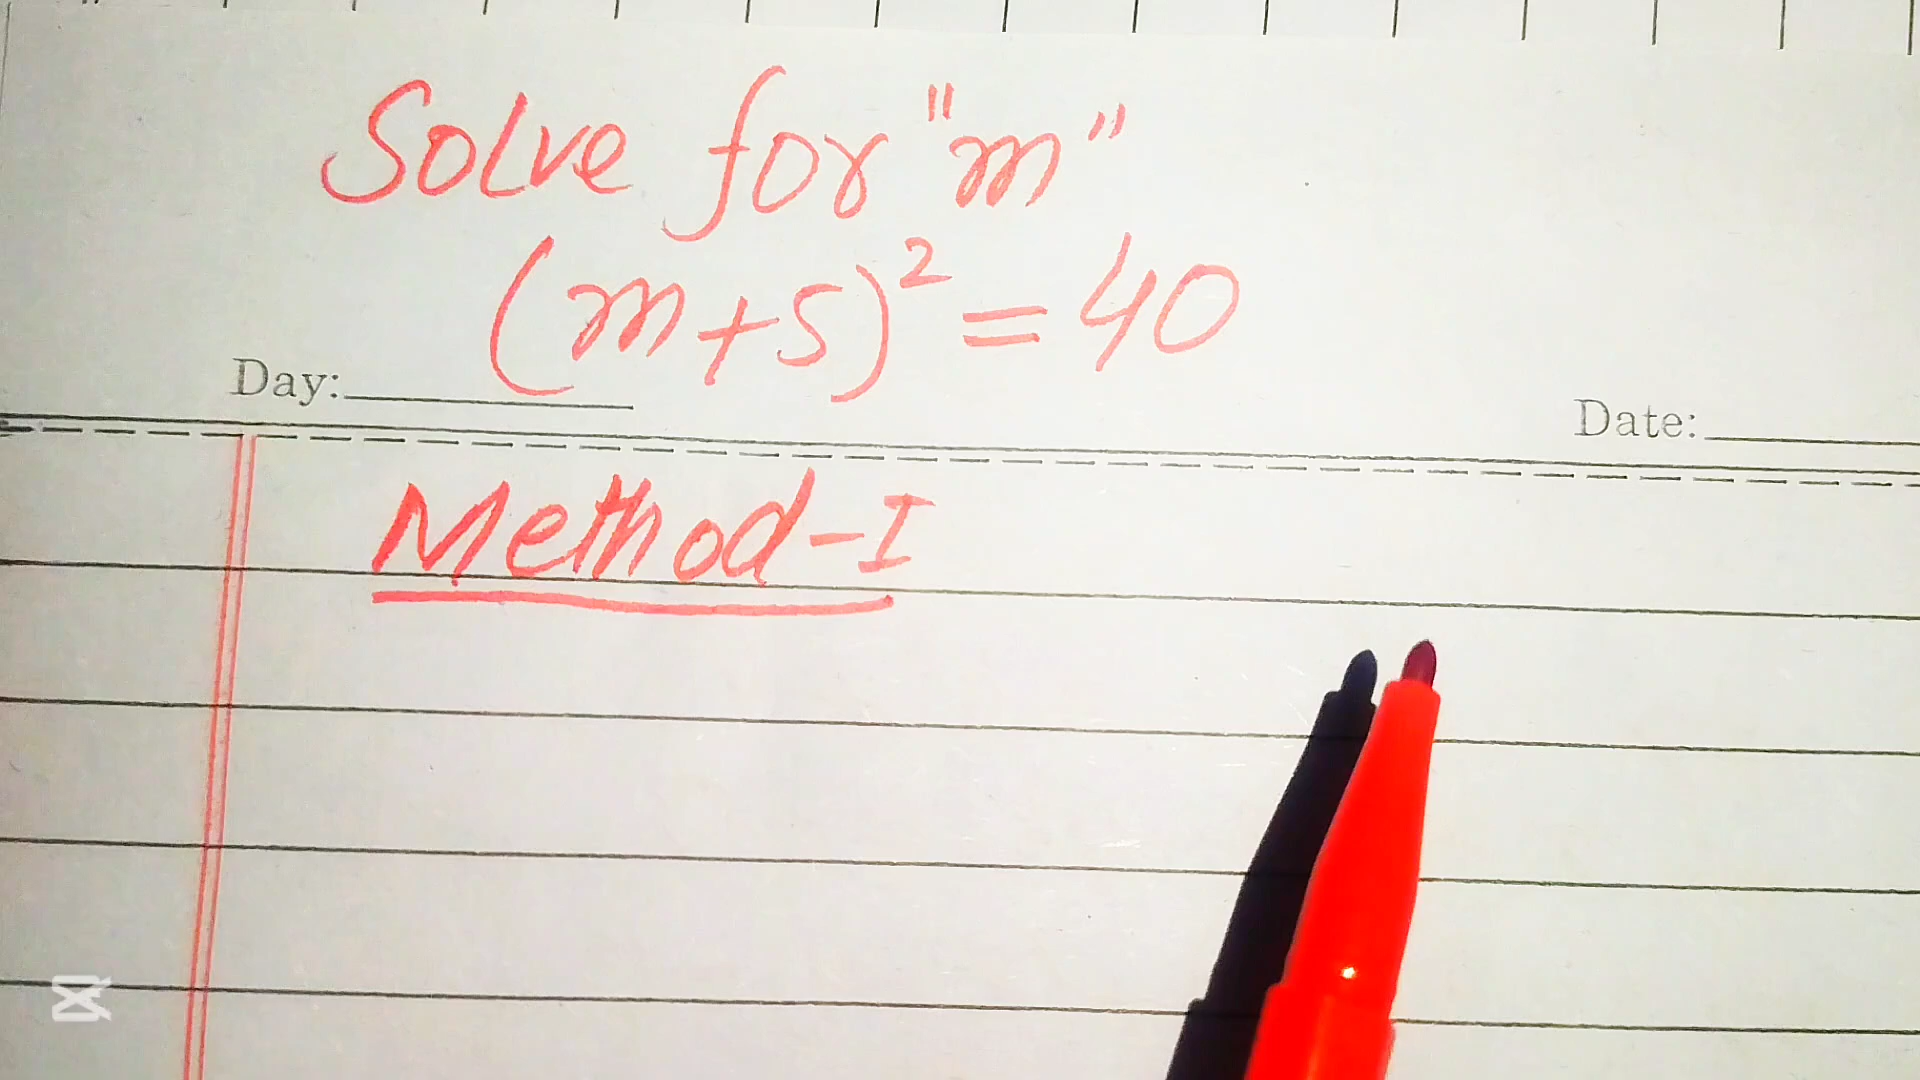 Solve for "m"
(m+5)² = 40
Day:
Date:
Method-I